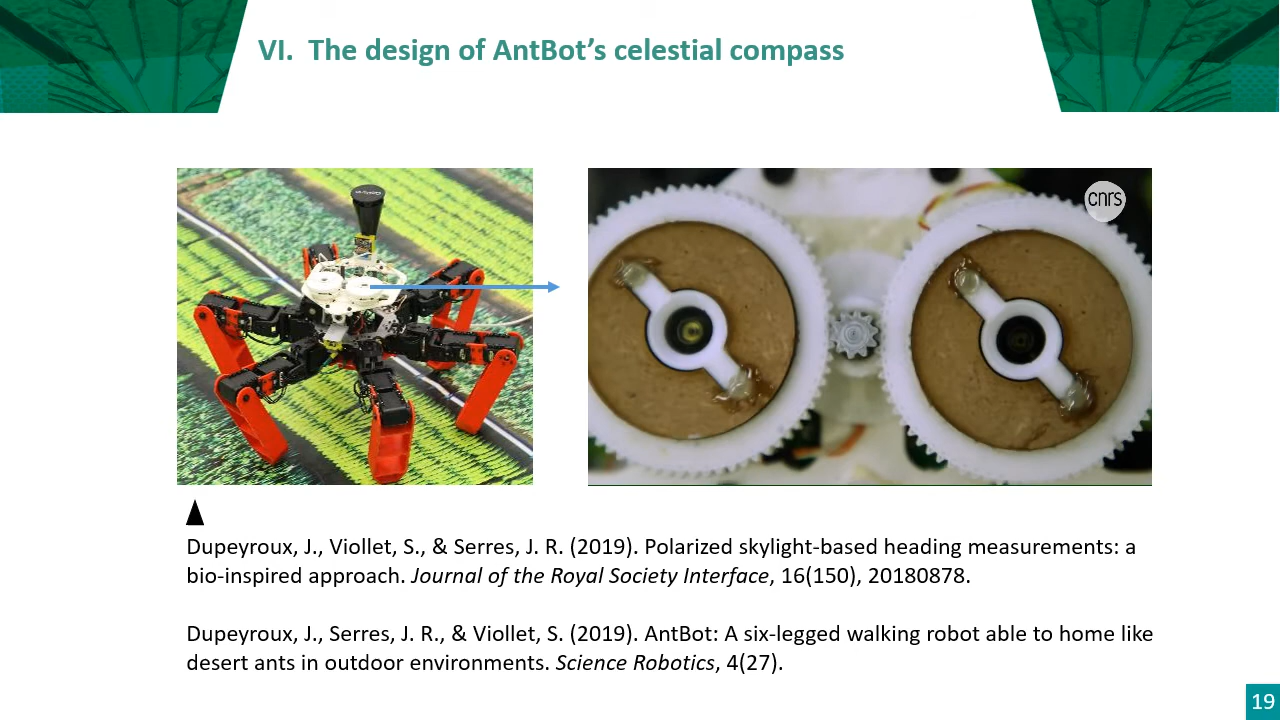 VI. The design of AntBot’s celestial compass
cnrs
Dupeyroux, J., Viollet, S., & Serres, J. R. (2019). Polarized skylight-based heading measurements: a
bio-inspired approach. Journal of the Royal Society Interface, 16(150), 20180878.
Dupeyroux, J., Serres, J. R., & Viollet, S. (2019). AntBot: A six-legged walking robot able to home like
desert ants in outdoor environments. Science Robotics, 4(27).
19